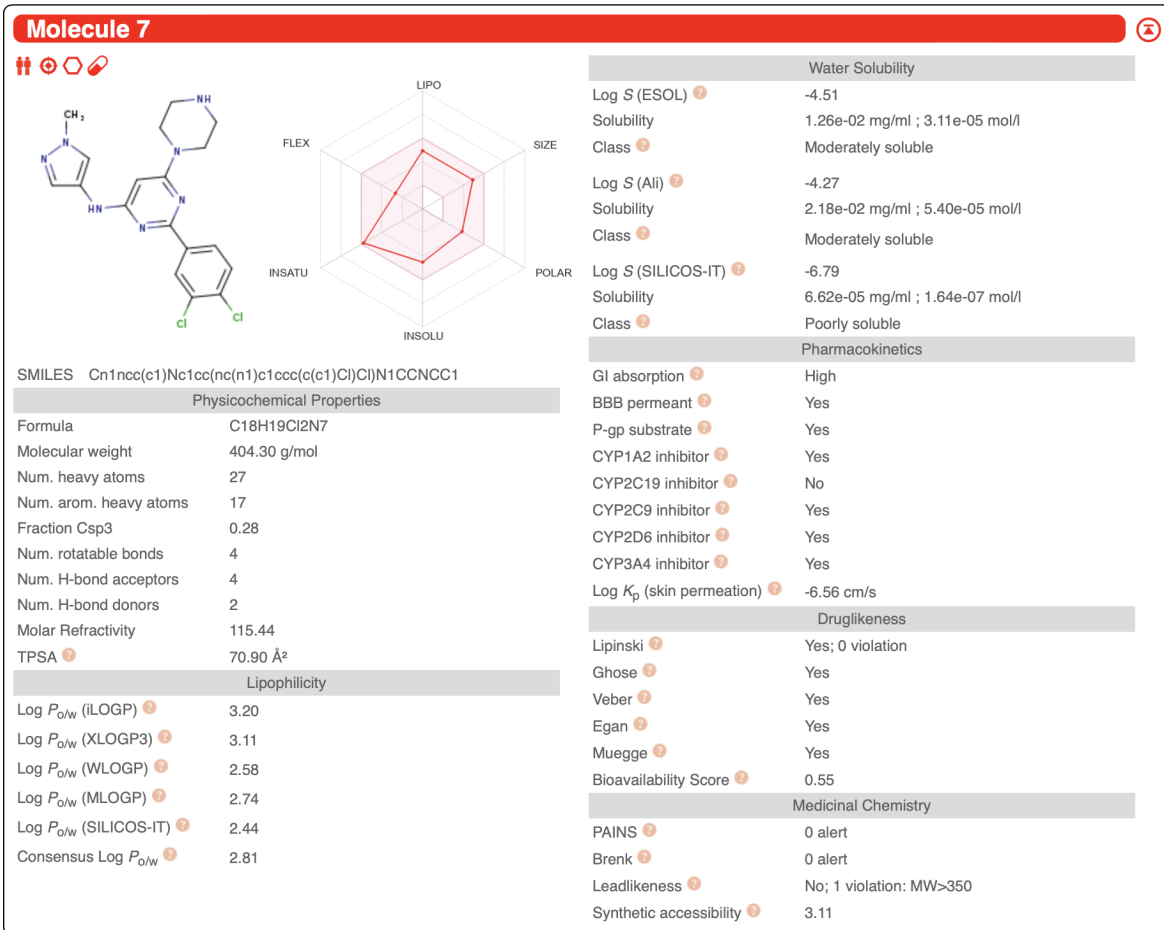 Molecule 7
CH3
N
N
HN
NH
N
N
N
Cl
Cl
LIPO
FLEX
SIZE
INSATU
POLAR
INSOLU
SMILES Cn1ncc(c1)Nc1cc(nc(n1)c1ccc(c(c1)Cl)Cl)N1CCNCC1
Physicochemical Properties
Formula C18H19Cl2N7
Molecular weight 404.30 g/mol
Num. heavy atoms 27
Num. arom. heavy atoms 17
Fraction Csp3 0.28
Num. rotatable bonds 4
Num. H-bond acceptors 4
Num. H-bond donors 2
Molar Refractivity 115.44
TPSA ? 70.90 Å²
Lipophilicity
Log Po/w (iLOGP) ? 3.20
Log Po/w (XLOGP3) ? 3.11
Log Po/w (WLOGP) ? 2.58
Log Po/w (MLOGP) ? 2.74
Log Po/w (SILICOS-IT) ? 2.44
Consensus Log Po/w ? 2.81
Water Solubility
Log S (ESOL) ? -4.51
Solubility 1.26e-02 mg/ml ; 3.11e-05 mol/l
Class ? Moderately soluble
Log S (Ali) ? -4.27
Solubility 2.18e-02 mg/ml ; 5.40e-05 mol/l
Class ? Moderately soluble
Log S (SILICOS-IT) ? -6.79
Solubility 6.62e-05 mg/ml ; 1.64e-07 mol/l
Class ? Poorly soluble
Pharmacokinetics
GI absorption ? High
BBB permeant ? Yes
P-gp substrate ? Yes
CYP1A2 inhibitor ? Yes
CYP2C19 inhibitor ? No
CYP2C9 inhibitor ? Yes
CYP2D6 inhibitor ? Yes
CYP3A4 inhibitor ? Yes
Log Kp (skin permeation) ? -6.56 cm/s
Druglikeness
Lipinski ? Yes; 0 violation
Ghose ? Yes
Veber ? Yes
Egan ? Yes
Muegge ? Yes
Bioavailability Score ? 0.55
Medicinal Chemistry
PAINS ? 0 alert
Brenk ? 0 alert
Leadlikeness ? No; 1 violation: MW>350
Synthetic accessibility ? 3.11